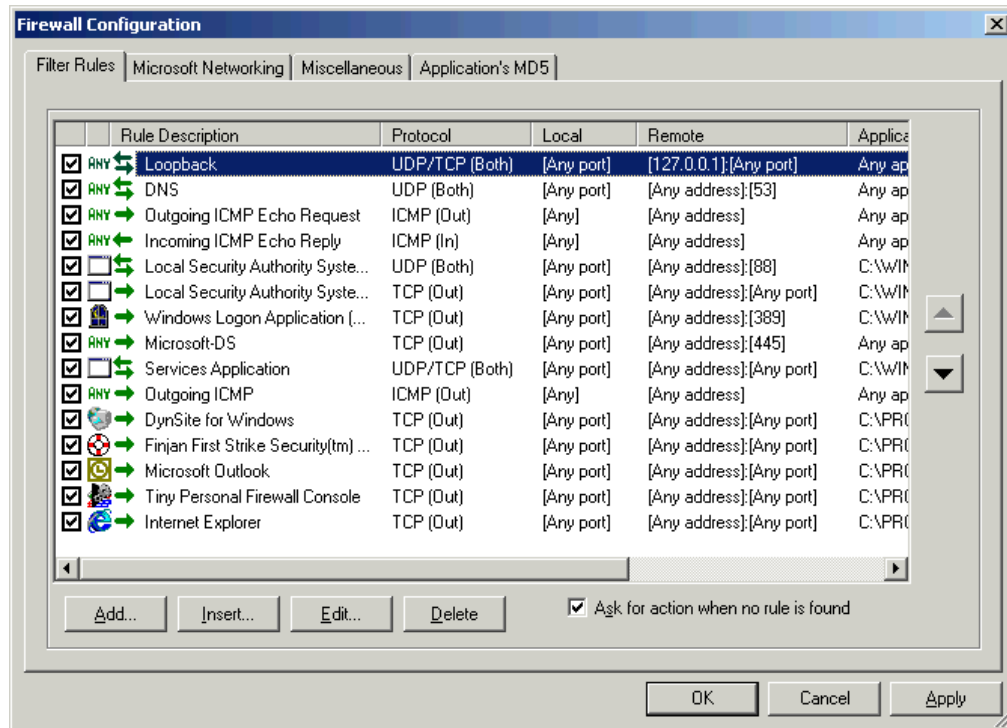 Firewall Configuration
Filter Rules Microsoft Networking Miscellaneous Application's MD5
Rule Description Protocol Local Remote Applica
ANY Loopback UDP/TCP (Both) [Any port] [127.0.0.1]:[Any port] Any ap
ANY DNS UDP (Both) [Any port] [Any address]:[53] Any ap
ANY Outgoing ICMP Echo Request ICMP (Out) [Any] [Any address] Any ap
ANY Incoming ICMP Echo Reply ICMP (In) [Any] [Any address] Any ap
Local Security Authority Syste... UDP (Both) [Any port] [Any address]:[88] C:\WIN
Local Security Authority Syste... TCP (Out) [Any port] [Any address]:[Any port] C:\WIN
Windows Logon Application (... TCP (Out) [Any port] [Any address]:[389] C:\WIN
ANY Microsoft-DS TCP (Out) [Any port] [Any address]:[445] Any ap
Services Application UDP/TCP (Both) [Any port] [Any address]:[Any port] C:\WIN
ANY Outgoing ICMP ICMP (Out) [Any] [Any address] Any ap
DynSite for Windows TCP (Out) [Any port] [Any address]:[Any port] C:\PRO
Finjan First Strike Security(tm) ... TCP (Out) [Any port] [Any address]:[Any port] C:\PRO
Microsoft Outlook TCP (Out) [Any port] [Any address]:[Any port] C:\PRO
Tiny Personal Firewall Console TCP (Out) [Any port] [Any address]:[Any port] C:\PRO
Internet Explorer TCP (Out) [Any port] [Any address]:[Any port] C:\PRO
Add... Insert... Edit... Delete Ask for action when no rule is found
OK Cancel Apply